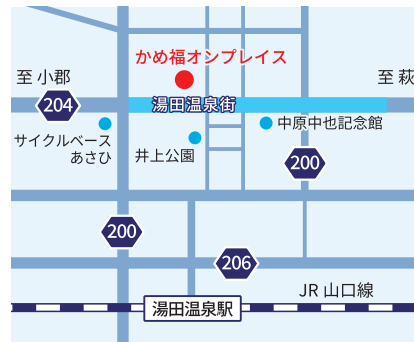 かめ福オンプレイス
至 小郡
至 萩
204
湯田温泉街
サイクルベース
あさひ
井上公園
中原中也記念館
200
200
206
JR 山口線
湯田温泉駅